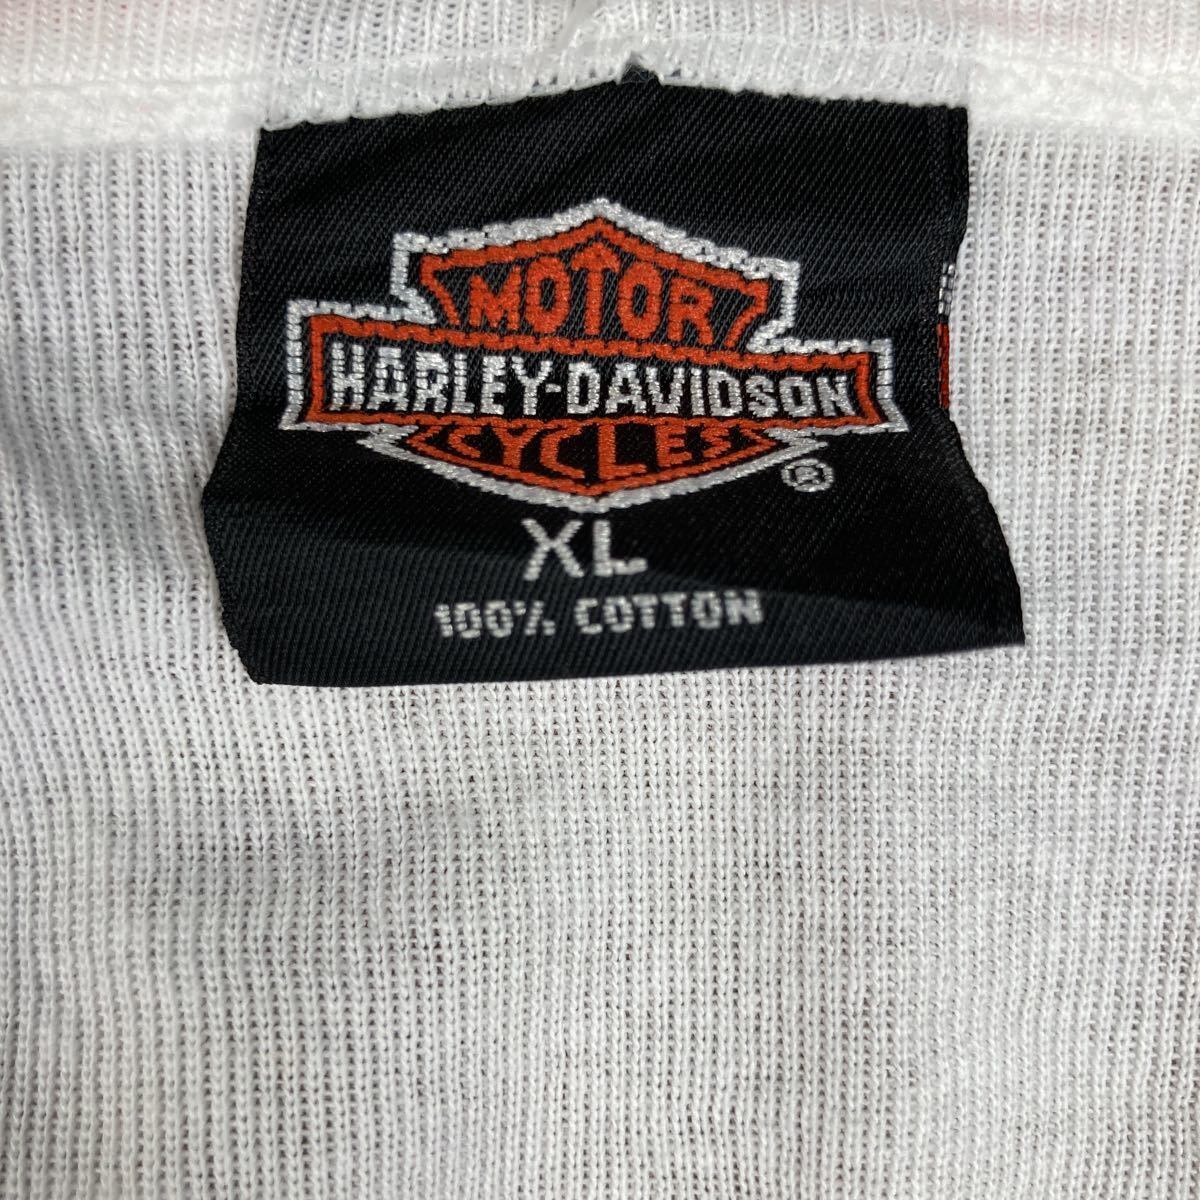 MOTOR
HARLEY-DAVIDSON
CYCLES
®
XL
100% COTTON